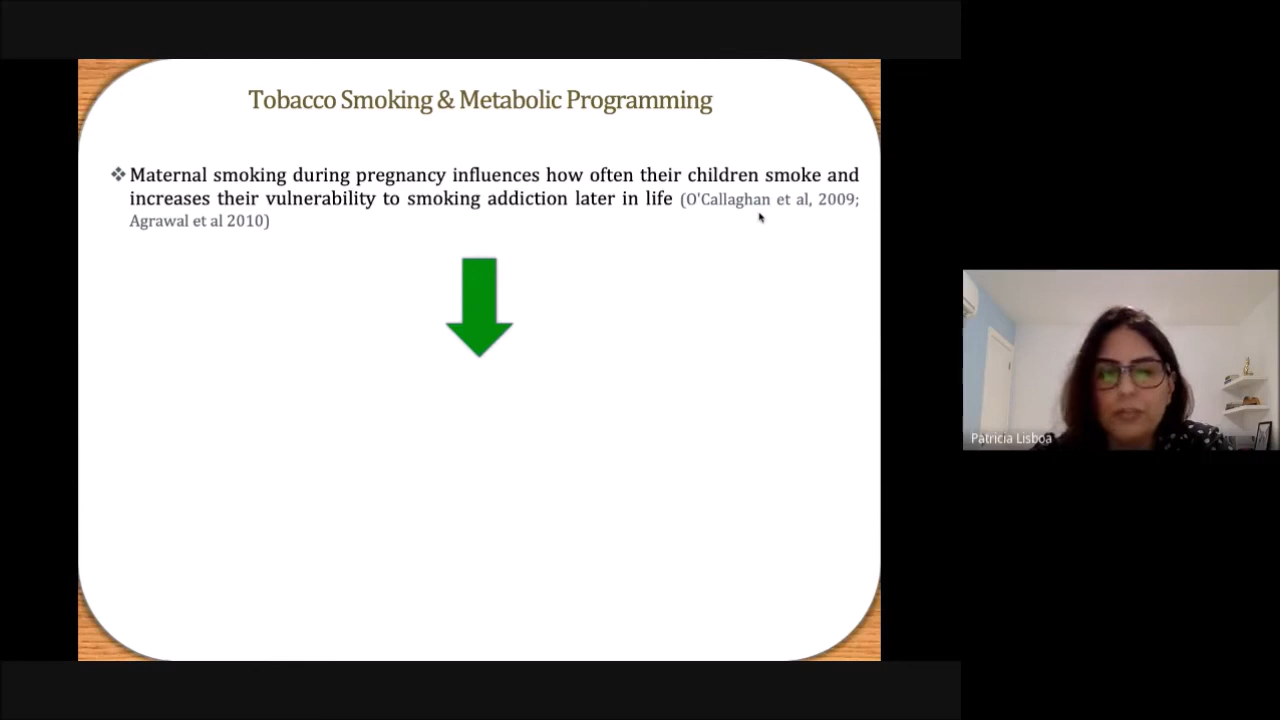 Tobacco Smoking & Metabolic Programming
❖ Maternal smoking during pregnancy influences how often their children smoke and
increases their vulnerability to smoking addiction later in life (O'Callaghan et al, 2009;
Agrawal et al 2010)
Patricia Lisboa